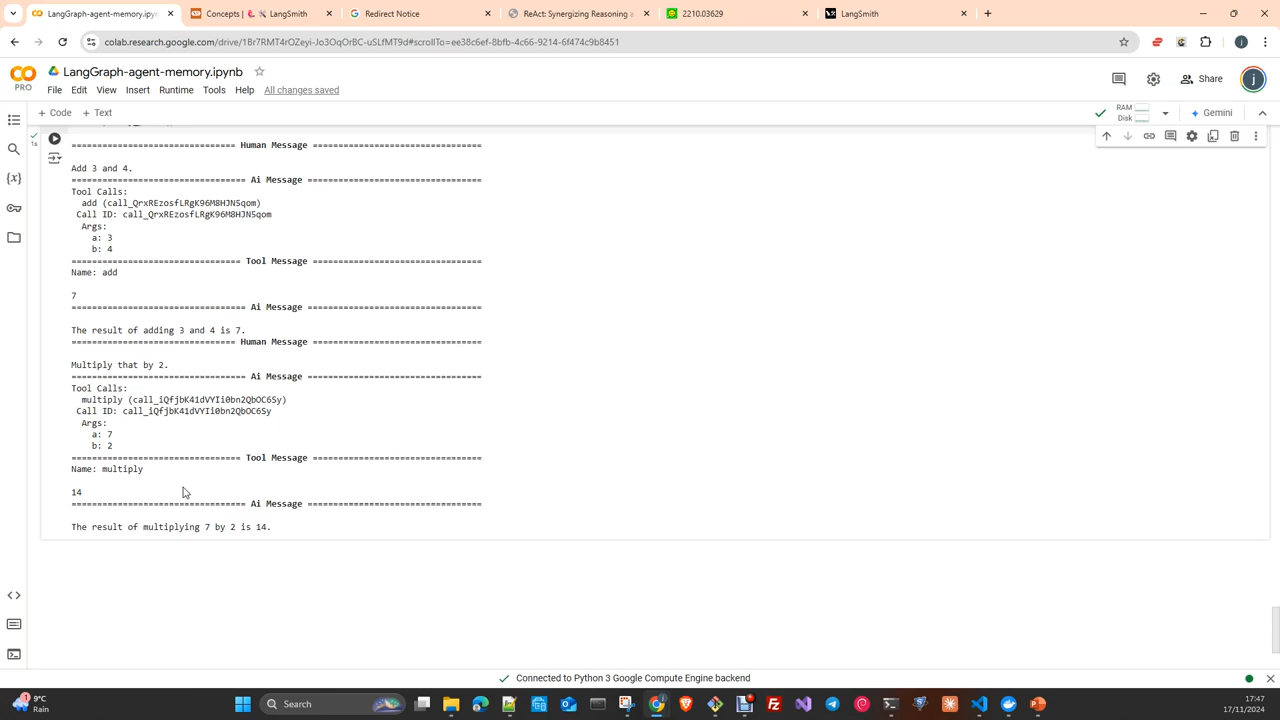 LangGraph-agent-memory.ipynb
Concepts | 🦜🛠️ LangSmith
Redirect Notice
ReAct: Synergizing Reasoning a
2210.03629
LangSmith
colab.research.google.com/drive/1Br7RMT4rOZeyi-Jo3OqOrBC-uSLfMT9d#scrollTo=ee38c6ef-8bfb-4c66-9214-6f474c9b8451
PRO
LangGraph-agent-memory.ipynb
File Edit View Insert Runtime Tools Help All changes saved
Share
+ Code + Text
RAM
Disk
Gemini
1s
================================ Human Message =================================
Add 3 and 4.
================================== Ai Message ==================================
Tool Calls:
add (call_QrxREzosfLRgK96M8HJN5qom)
Call ID: call_QrxREzosfLRgK96M8HJN5qom
Args:
a: 3
b: 4
================================= Tool Message =================================
Name: add
7
================================== Ai Message ==================================
The result of adding 3 and 4 is 7.
================================ Human Message =================================
Multiply that by 2.
================================== Ai Message ==================================
Tool Calls:
multiply (call_iQfjbK41dVYIi0bn2QbOC6Sy)
Call ID: call_iQfjbK41dVYIi0bn2QbOC6Sy
Args:
a: 7
b: 2
================================= Tool Message =================================
Name: multiply
14
================================== Ai Message ==================================
The result of multiplying 7 by 2 is 14.
Connected to Python 3 Google Compute Engine backend
1
9°C
Rain
Search
17:47
17/11/2024